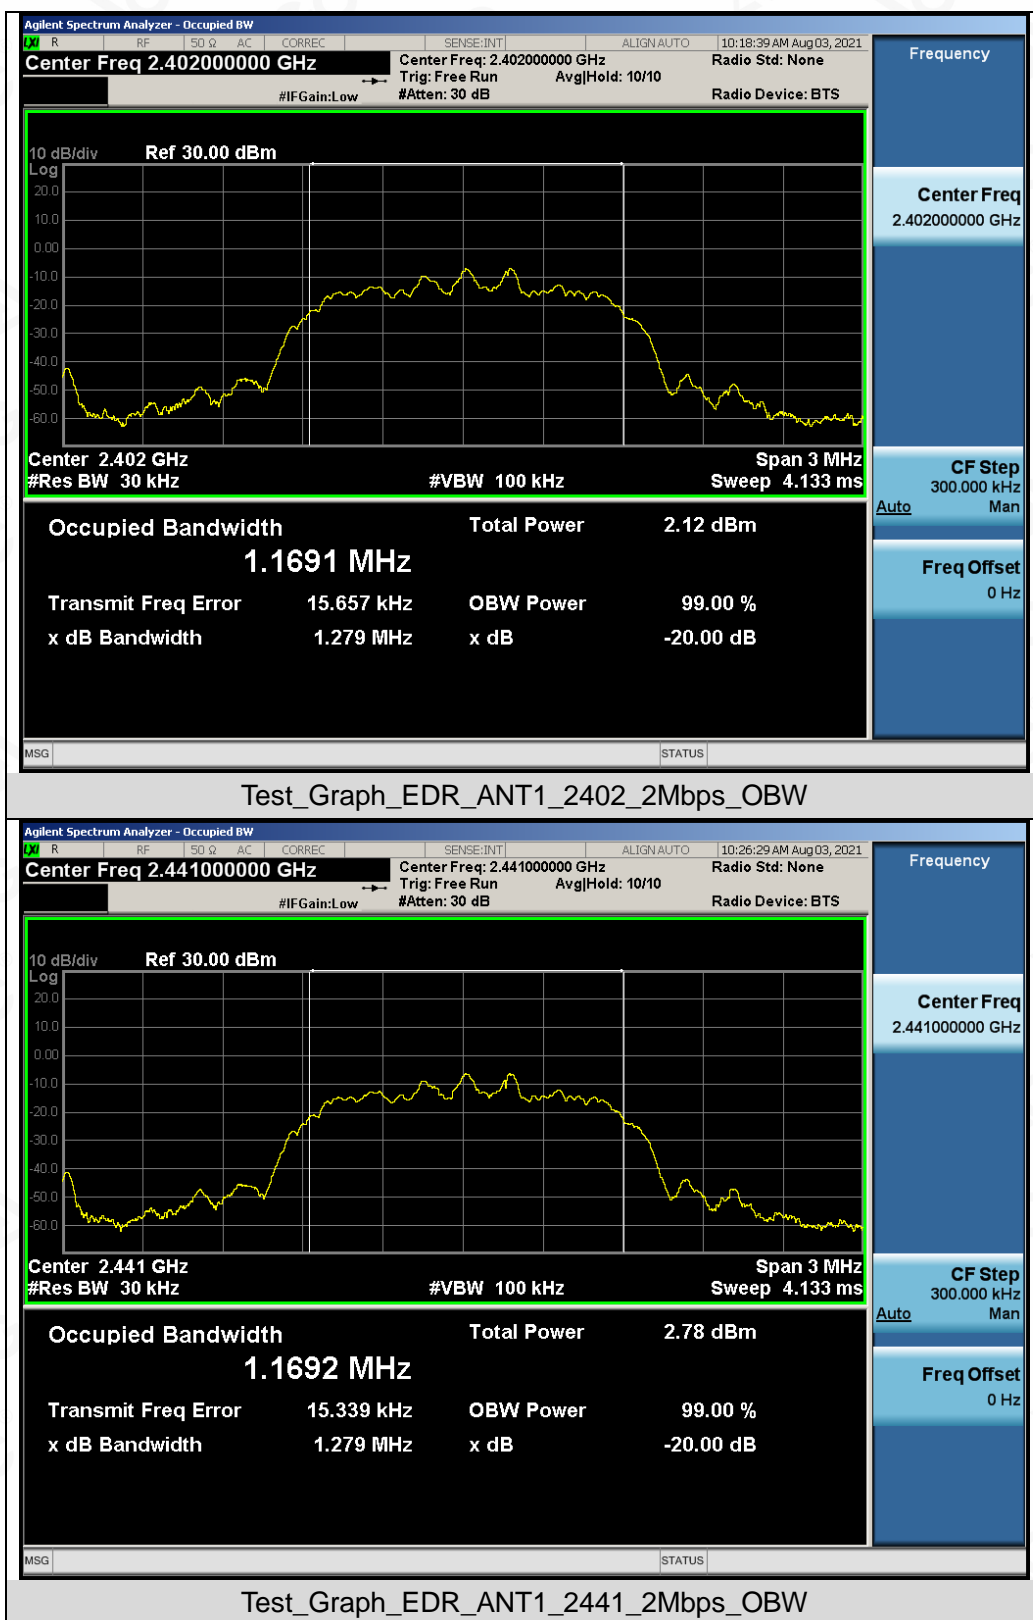 Agilent Spectrum Analyzer - Occupied BW
LXI R RF 50 Ω AC CORREC SENSE:INT ALIGNAUTO 10:18:39 AM Aug 03, 2021
Center Freq 2.402000000 GHz Center Freq: 2.402000000 GHz Radio Std: None
Trig: Free Run Avg|Hold: 10/10
#IFGain:Low #Atten: 30 dB Radio Device: BTS
Frequency
10 dB/div Ref 30.00 dBm
Log
20.0
10.0
0.00
-10.0
-20.0
-30.0
-40.0
-50.0
-60.0
Center 2.402 GHz Span 3 MHz
#Res BW 30 kHz #VBW 100 kHz Sweep 4.133 ms
Center Freq
2.402000000 GHz
CF Step
300.000 kHz
Auto Man
Freq Offset
0 Hz
Occupied Bandwidth Total Power 2.12 dBm
1.1691 MHz
Transmit Freq Error 15.657 kHz OBW Power 99.00 %
x dB Bandwidth 1.279 MHz x dB -20.00 dB
MSG STATUS
Test_Graph_EDR_ANT1_2402_2Mbps_OBW
Agilent Spectrum Analyzer - Occupied BW
LXI R RF 50 Ω AC CORREC SENSE:INT ALIGNAUTO 10:26:29 AM Aug 03, 2021
Center Freq 2.441000000 GHz Center Freq: 2.441000000 GHz Radio Std: None
Trig: Free Run Avg|Hold: 10/10
#IFGain:Low #Atten: 30 dB Radio Device: BTS
Frequency
10 dB/div Ref 30.00 dBm
Log
20.0
10.0
0.00
-10.0
-20.0
-30.0
-40.0
-50.0
-60.0
Center 2.441 GHz Span 3 MHz
#Res BW 30 kHz #VBW 100 kHz Sweep 4.133 ms
Center Freq
2.441000000 GHz
CF Step
300.000 kHz
Auto Man
Freq Offset
0 Hz
Occupied Bandwidth Total Power 2.78 dBm
1.1692 MHz
Transmit Freq Error 15.339 kHz OBW Power 99.00 %
x dB Bandwidth 1.279 MHz x dB -20.00 dB
MSG STATUS
Test_Graph_EDR_ANT1_2441_2Mbps_OBW